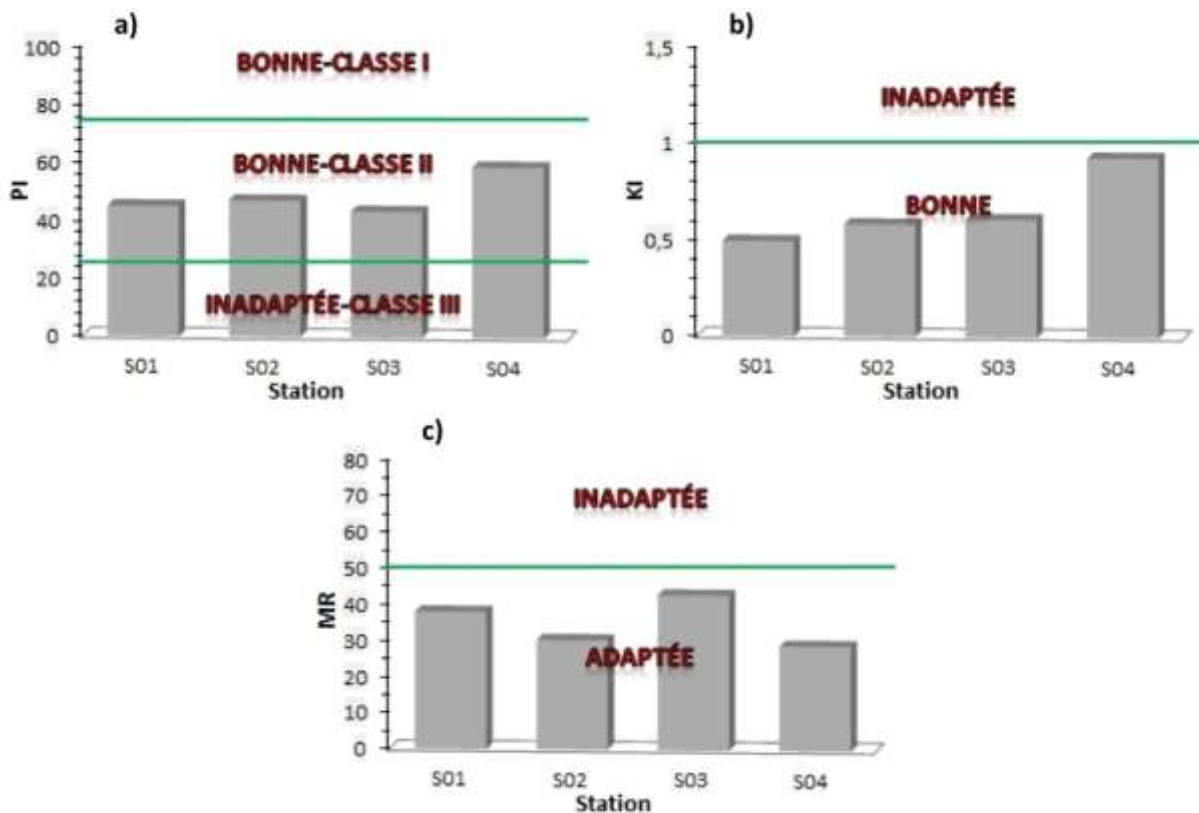 a)
100
80
60
40
20
0
PI
BONNE-CLASSE I
BONNE-CLASSE II
INADAPTÉE-CLASSE III
S01 S02 S03 S04
Station
b)
1,5
1
0,5
0
KI
INADAPTÉE
BONNE
S01 S02 S03 S04
Station
c)
80
70
60
50
40
30
20
10
0
MR
INADAPTÉE
ADAPTÉE
S01 S02 S03 S04
Station